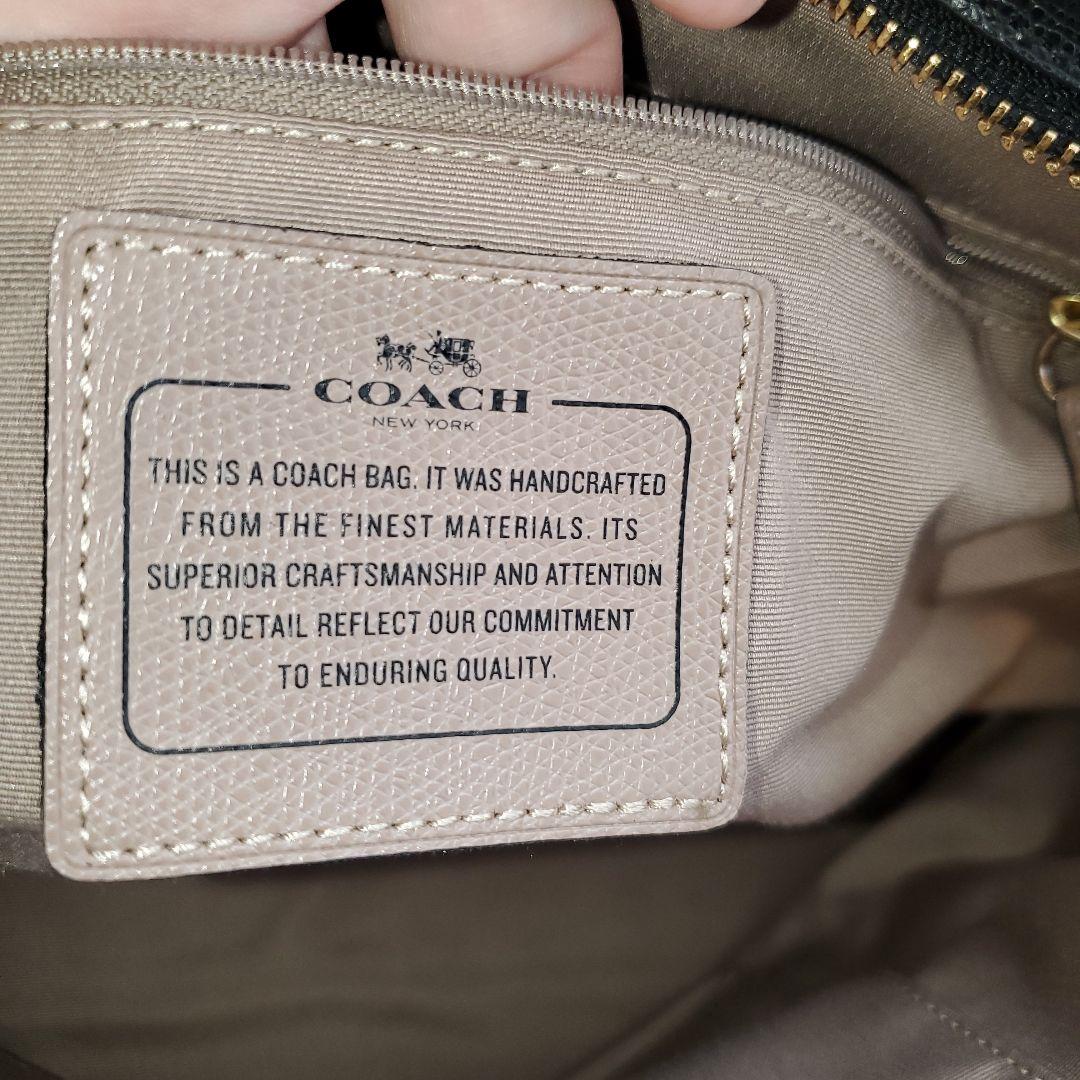 COACH
NEW YORK
THIS IS A COACH BAG. IT WAS HANDCRAFTED
FROM THE FINEST MATERIALS. ITS
SUPERIOR CRAFTSMANSHIP AND ATTENTION
TO DETAIL REFLECT OUR COMMITMENT
TO ENDURING QUALITY.